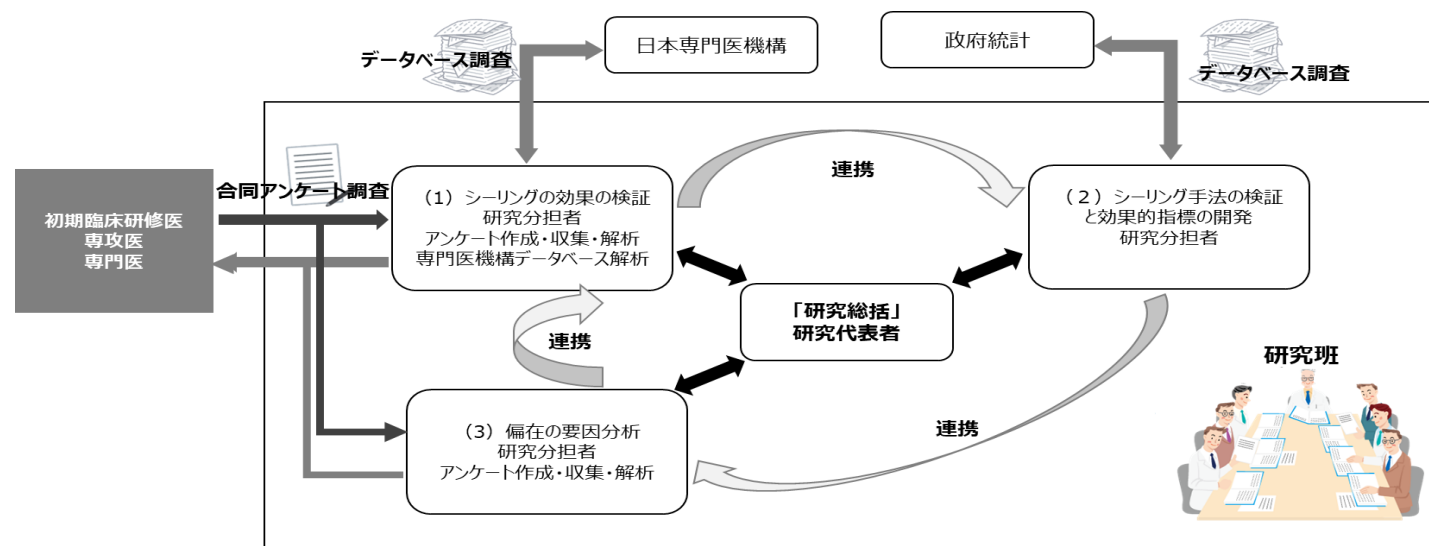 日本専門医機構
政府統計
データベース調査
データベース調査
合同アンケート調査
初期臨床研修医
専攻医
専門医
(1)シーリングの効果の検証
研究分担者
アンケート作成・収集・解析
専門医機構データベース解析
連携
(2)シーリング手法の検証
と効果的指標の開発
研究分担者
「研究総括」
研究代表者
連携
研究班
(3)偏在の要因分析
研究分担者
アンケート作成・収集・解析
連携